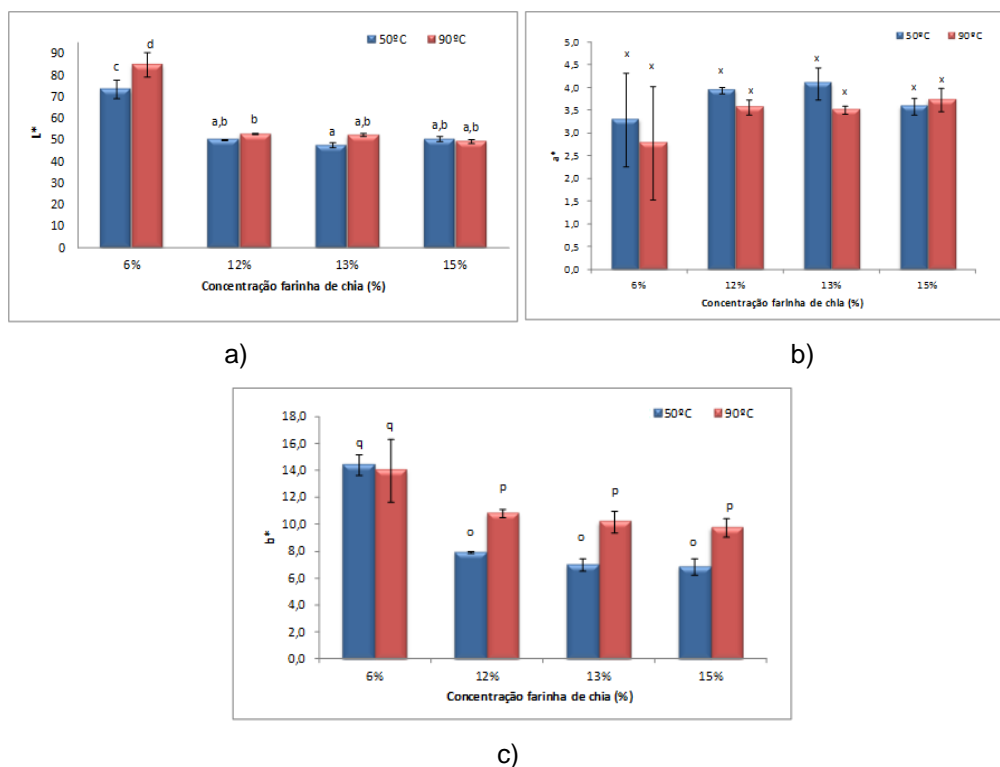 50ºC 90ºC
90
80
70
60
50
40
30
20
10
0
L*
c d a,b b a a,b a,b a,b
6% 12% 13% 15%
Concentração farinha de chia (%)
a)
50ºC 90ºC
5,0
4,5
4,0
3,5
3,0
2,5
2,0
1,5
1,0
0,5
0,0
a*
x x x x x x x x
6% 12% 13% 15%
Concentração farinha de chia (%)
b)
50ºC 90ºC
18,0
16,0
14,0
12,0
10,0
8,0
6,0
4,0
2,0
0,0
b*
q q o p o p o p
6% 12% 13% 15%
Concentração farinha de chia (%)
c)